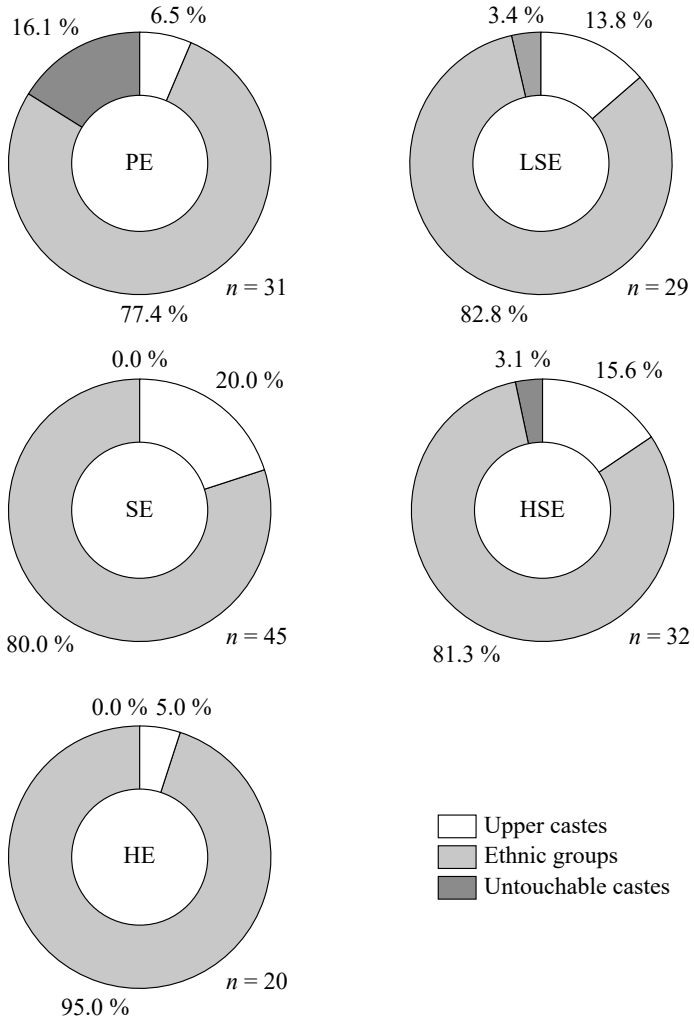 16.1 %
6.5 %
PE
n = 31
77.4 %
3.4 %
13.8 %
LSE
n = 29
82.8 %
0.0 %
20.0 %
SE
n = 45
80.0 %
3.1 %
15.6 %
HSE
n = 32
81.3 %
0.0 %
5.0 %
HE
n = 20
95.0 %
Upper castes
Ethnic groups
Untouchable castes